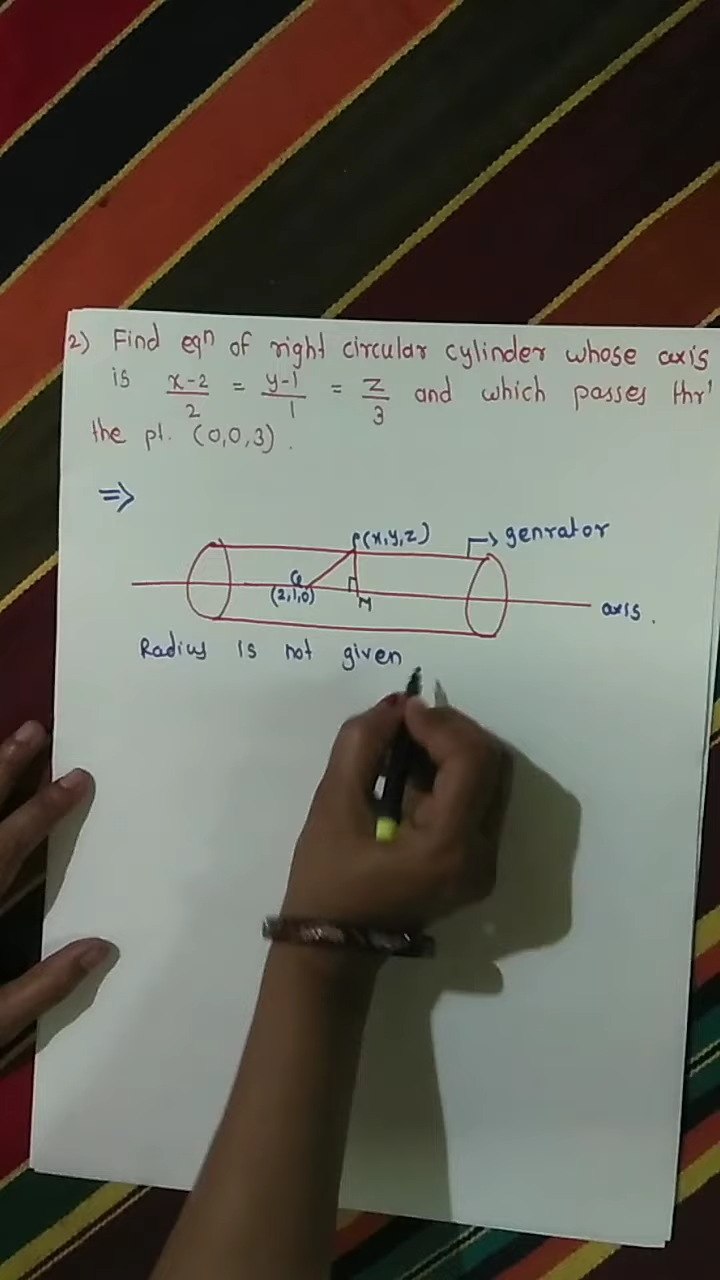 2) Find eqn of right circular cylinder whose axis
is x-2/2 = y-1/1 = z/3 and which passes thr'
the pt. (0,0,3).
⇒
P(x,y,z)
→ genrator
Q
(2,1,0)
M
axis.
Radius is not given